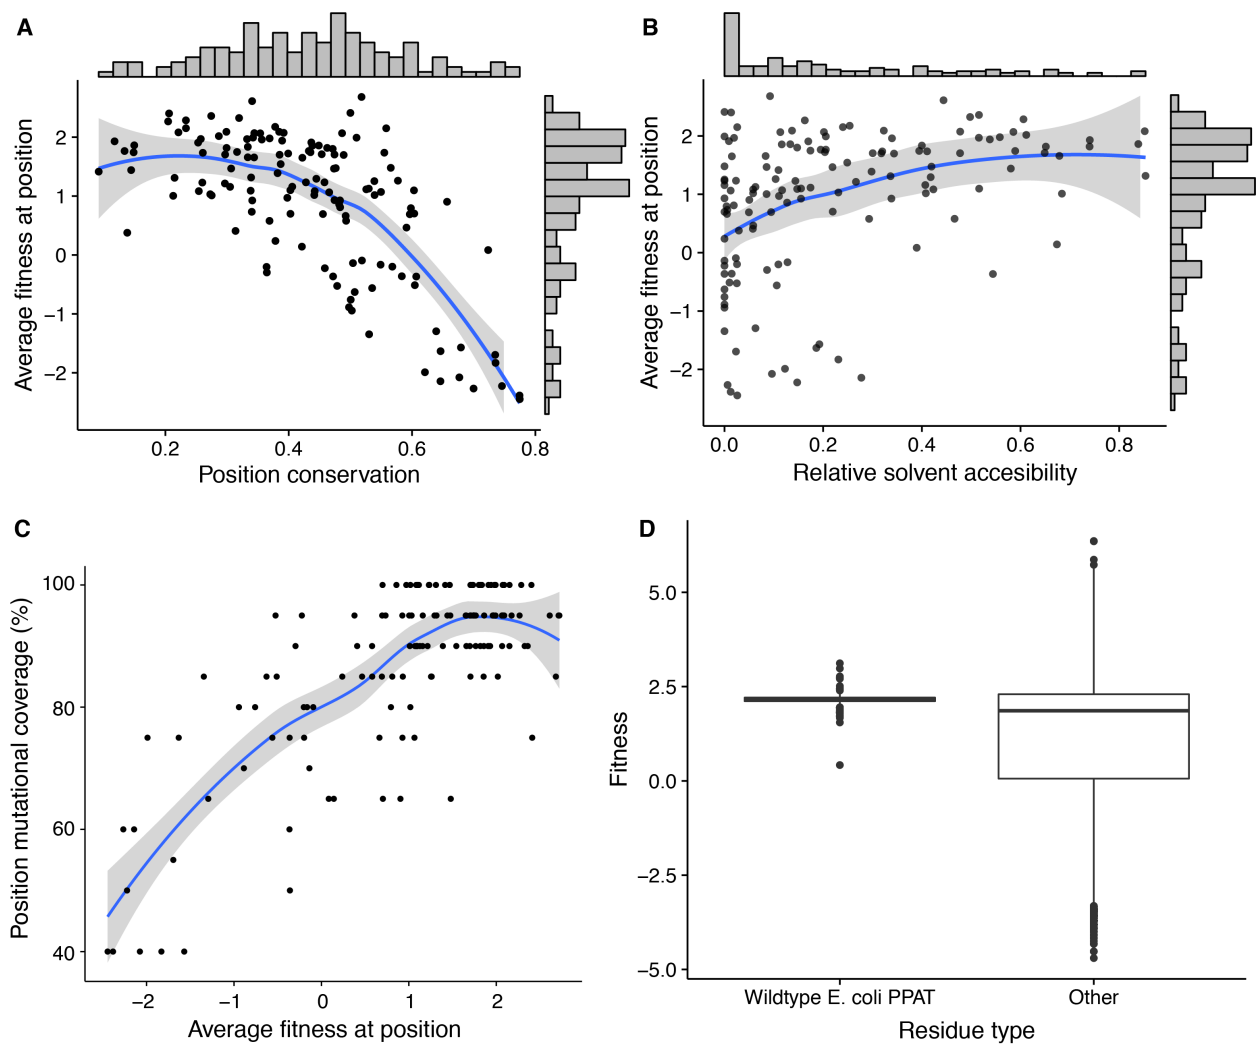 A
Average fitness at position
2
1
0
−1
−2
0.2 0.4 0.6 0.8
Position conservation
B
Average fitness at position
2
1
0
−1
−2
0.0 0.2 0.4 0.6 0.8
Relative solvent accesibility
C
Position mutational coverage (%)
100
80
60
40
−2 −1 0 1 2
Average fitness at position
D
Fitness
5.0
2.5
0.0
−2.5
−5.0
Wildtype E. coli PPAT Other
Residue type